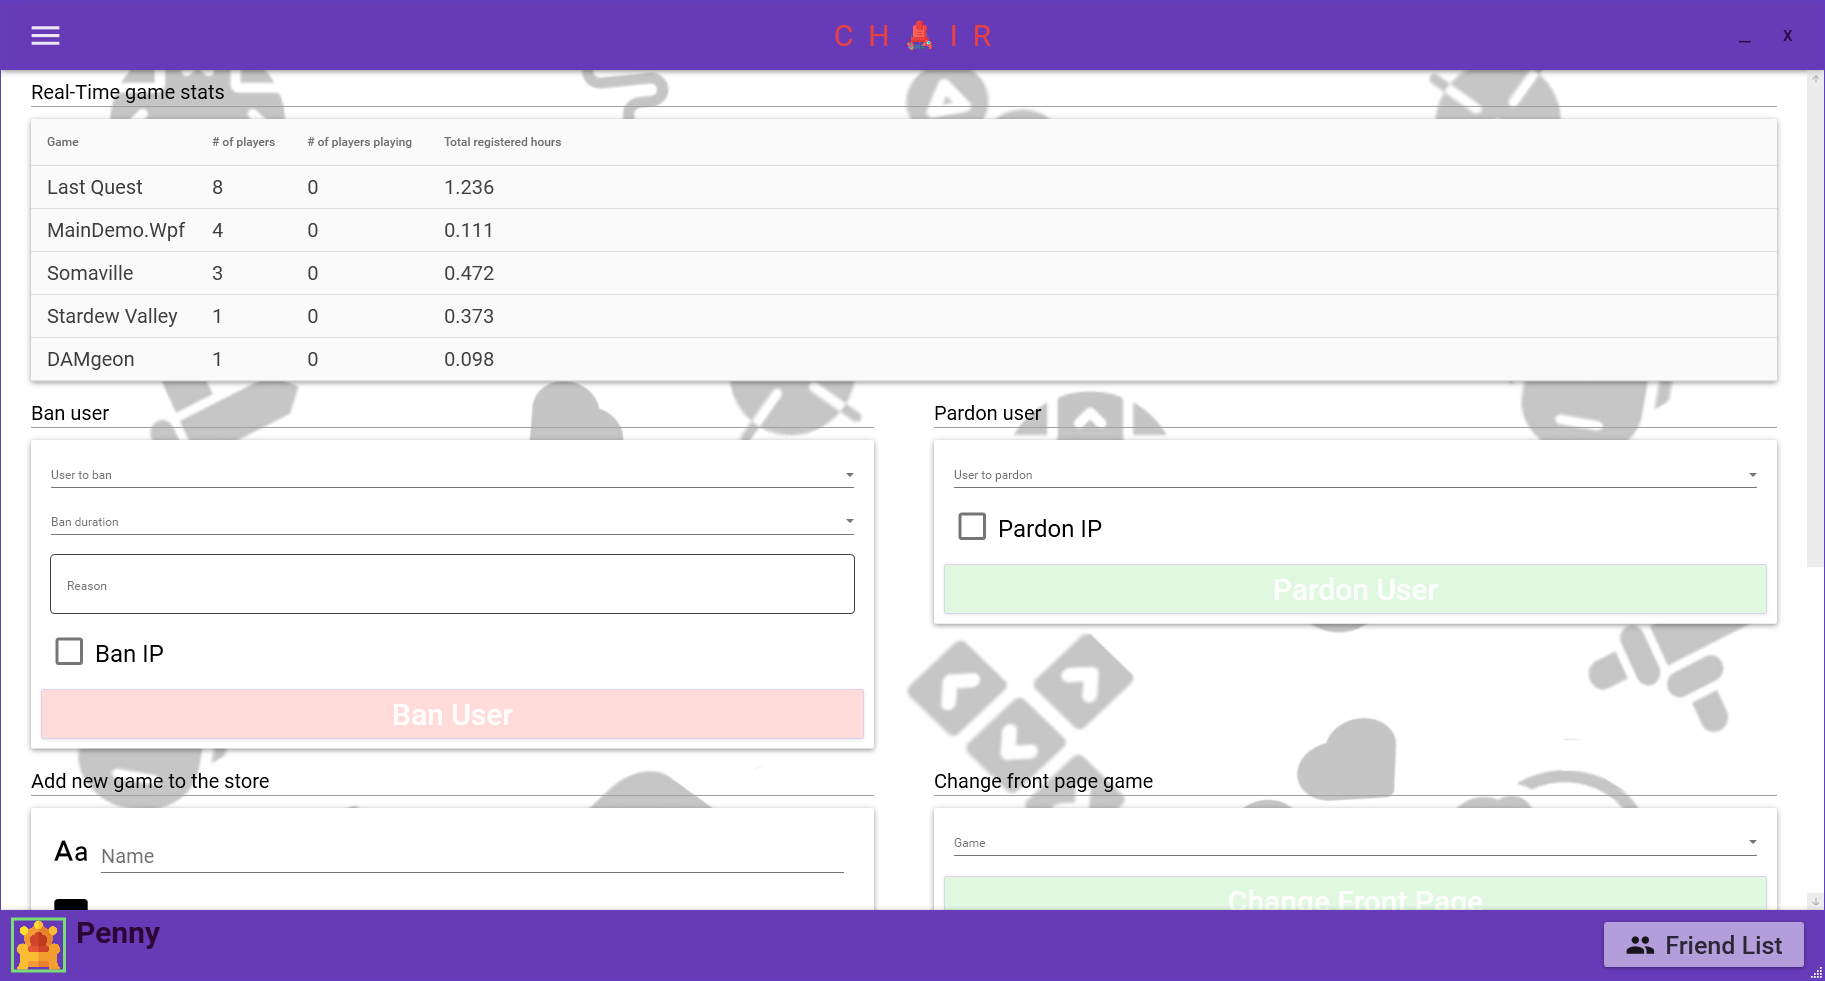 C H I R
_ X
Real-Time game stats
Game # of players # of players playing Total registered hours
Last Quest 8 0 1.236
MainDemo.Wpf 4 0 0.111
Somaville 3 0 0.472
Stardew Valley 1 0 0.373
DAMgeon 1 0 0.098
Ban user
User to ban
Ban duration
Reason
Ban IP
Ban User
Pardon user
User to pardon
Pardon IP
Pardon User
Add new game to the store
Aa Name
Change front page game
Game
Change Front Page
Penny
Friend List